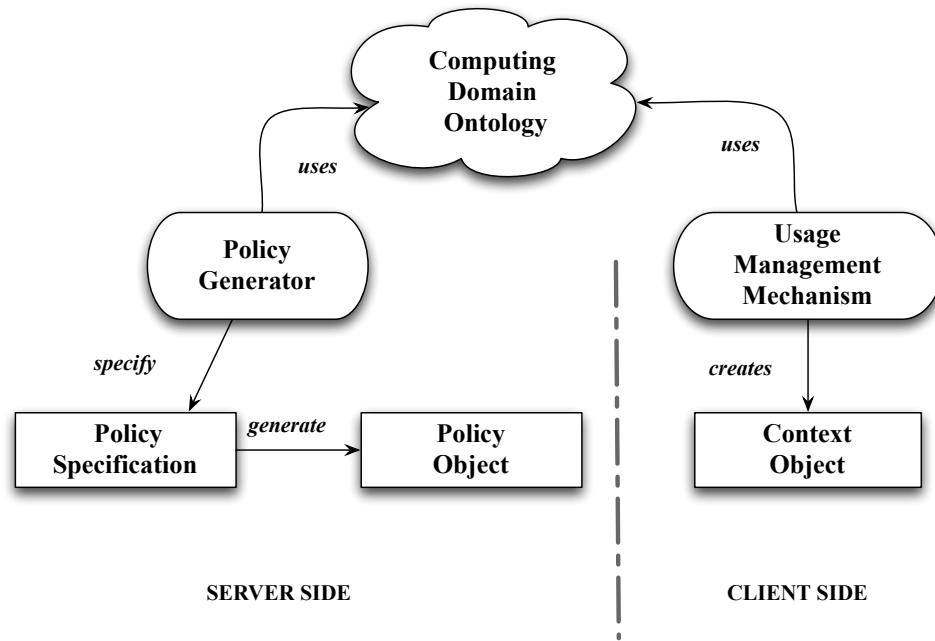 Computing
Domain
Ontology
uses
uses
Policy
Generator
Usage
Management
Mechanism
specify
creates
Policy
Specification
generate
Policy
Object
Context
Object
SERVER SIDE
CLIENT SIDE